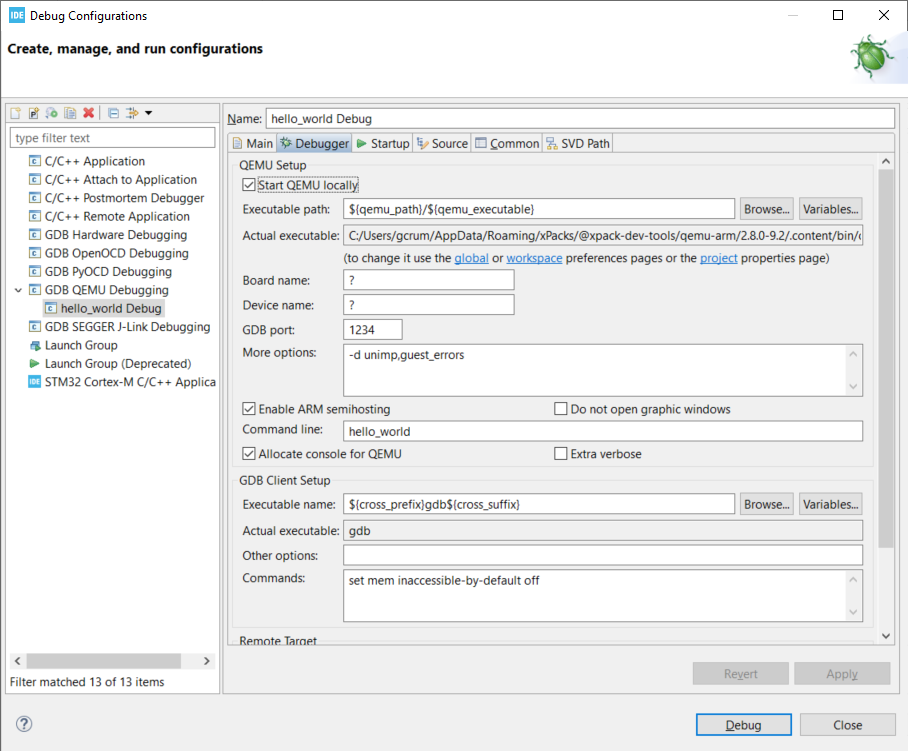 IDE Debug Configurations
Create, manage, and run configurations
Name: hello_world Debug
type filter text
Main Debugger Startup Source Common SVD Path
C/C++ Application
C/C++ Attach to Application
C/C++ Postmortem Debugger
C/C++ Remote Application
GDB Hardware Debugging
GDB OpenOCD Debugging
GDB PyOCD Debugging
GDB QEMU Debugging
hello_world Debug
GDB SEGGER J-Link Debugging
Launch Group
Launch Group (Deprecated)
IDE STM32 Cortex-M C/C++ Applica
Filter matched 13 of 13 items
QEMU Setup
Start QEMU locally
Executable path: ${qemu_path}/${qemu_executable} Browse... Variables...
Actual executable: C:/Users/gcrum/AppData/Roaming/xPacks/@xpack-dev-tools/qemu-arm/2.8.0-9.2/.content/bin/
(to change it use the global or workspace preferences pages or the project properties page)
Board name: ?
Device name: ?
GDB port: 1234
More options: -d unimp,guest_errors
Enable ARM semihosting Do not open graphic windows
Command line: hello_world
Allocate console for QEMU Extra verbose
GDB Client Setup
Executable name: ${cross_prefix}gdb${cross_suffix} Browse... Variables...
Actual executable: gdb
Other options:
Commands: set mem inaccessible-by-default off
Remote Target
Revert Apply
Debug Close